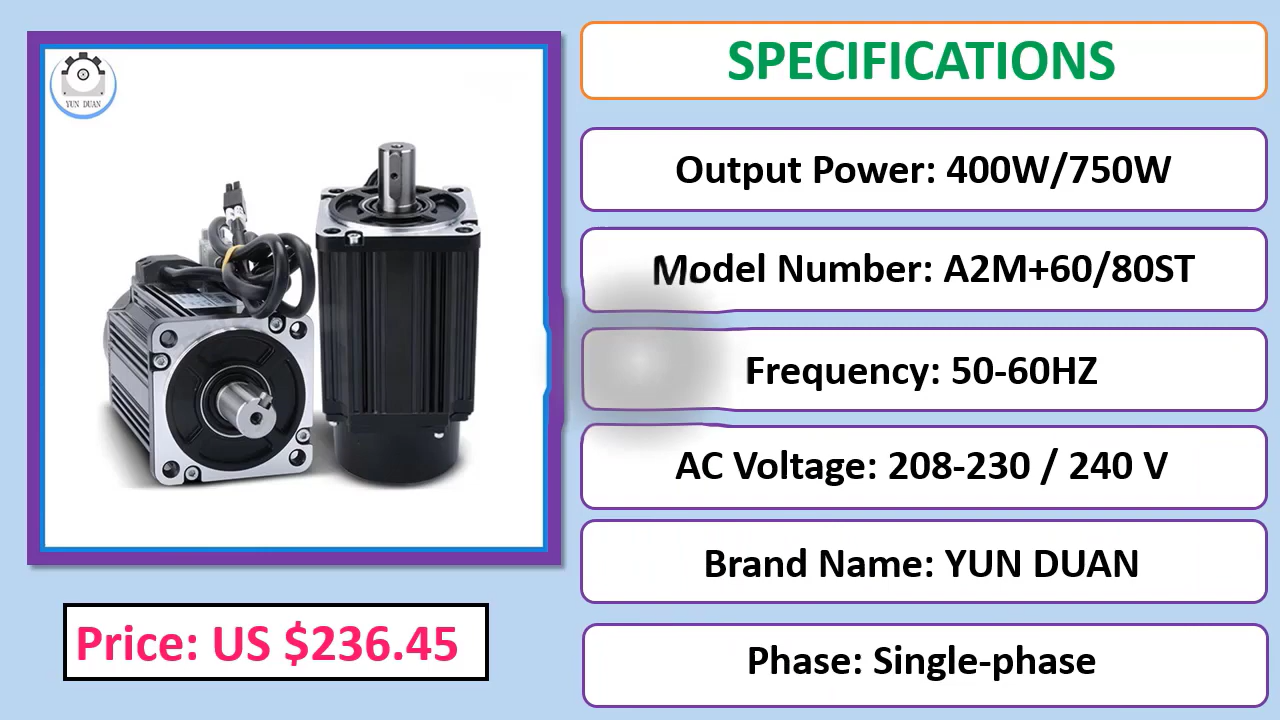 YUN DUAN
SPECIFICATIONS
Output Power: 400W/750W
Model Number: A2M+60/80ST
Frequency: 50-60HZ
AC Voltage: 208-230 / 240 V
Brand Name: YUN DUAN
Phase: Single-phase
Price: US $236.45